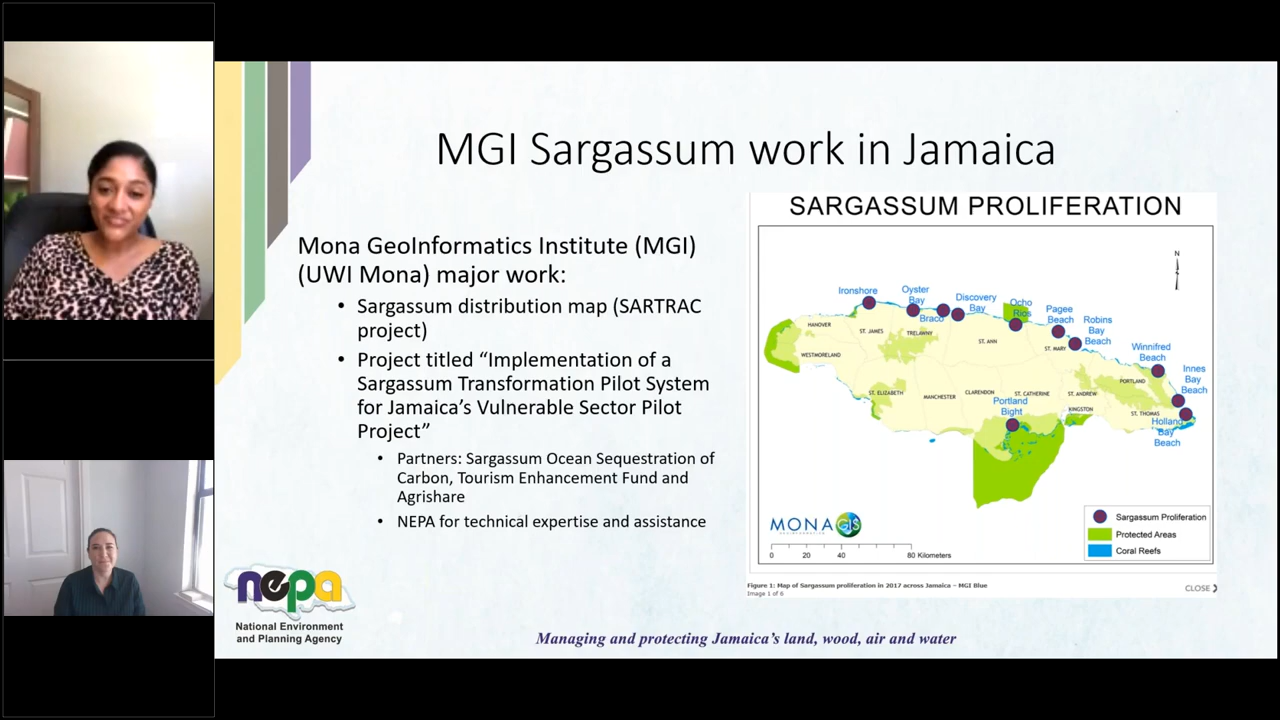 MGI Sargassum work in Jamaica
Mona GeoInformatics Institute (MGI)
(UWI Mona) major work:
• Sargassum distribution map (SARTRAC
project)
• Project titled “Implementation of a
Sargassum Transformation Pilot System
for Jamaica’s Vulnerable Sector Pilot
Project”
• Partners: Sargassum Ocean Sequestration of
Carbon, Tourism Enhancement Fund and
Agrishare
• NEPA for technical expertise and assistance
SARGASSUM PROLIFERATION
N
Ironshore
Oyster
Bay
Braco
Discovery
Bay
Ocho
Rios
Pagee
Beach
Robins
Bay
Beach
Winnifred
Beach
Innes
Bay
Beach
Holland
Bay
Beach
Portland
Bight
HANOVER
ST. JAMES
TRELAWNY
ST. ANN
ST. MARY
WESTMORELAND
PORTLAND
ST. ELIZABETH
MANCHESTER
CLARENDON
ST. CATHERINE
ST. ANDREW
KINGSTON
ST. THOMAS
MONA GIS
0 20 40 80 Kilometers
Sargassum Proliferation
Protected Areas
Coral Reefs
Figure 1: Map of Sargassum proliferation in 2017 across Jamaica – MGI Blue
Image 1 of 6
CLOSE
nepa
National Environment
and Planning Agency
Managing and protecting Jamaica’s land, wood, air and water